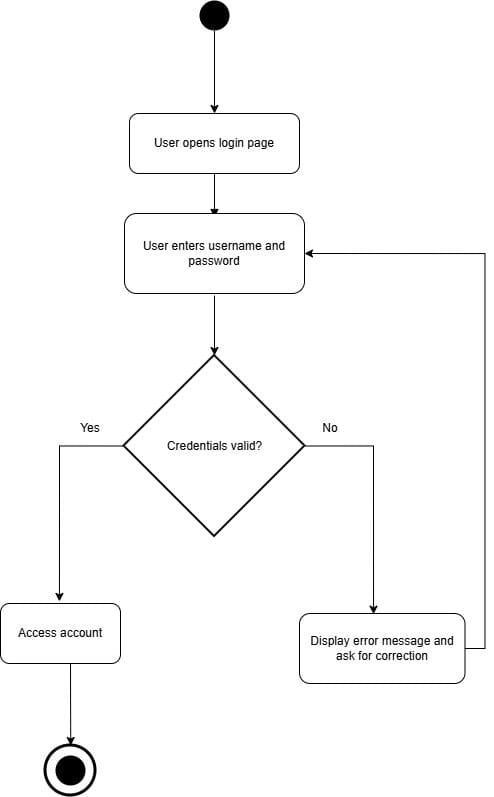 User opens login page
User enters username and
password
Yes
No
Credentials valid?
Access account
Display error message and
ask for correction